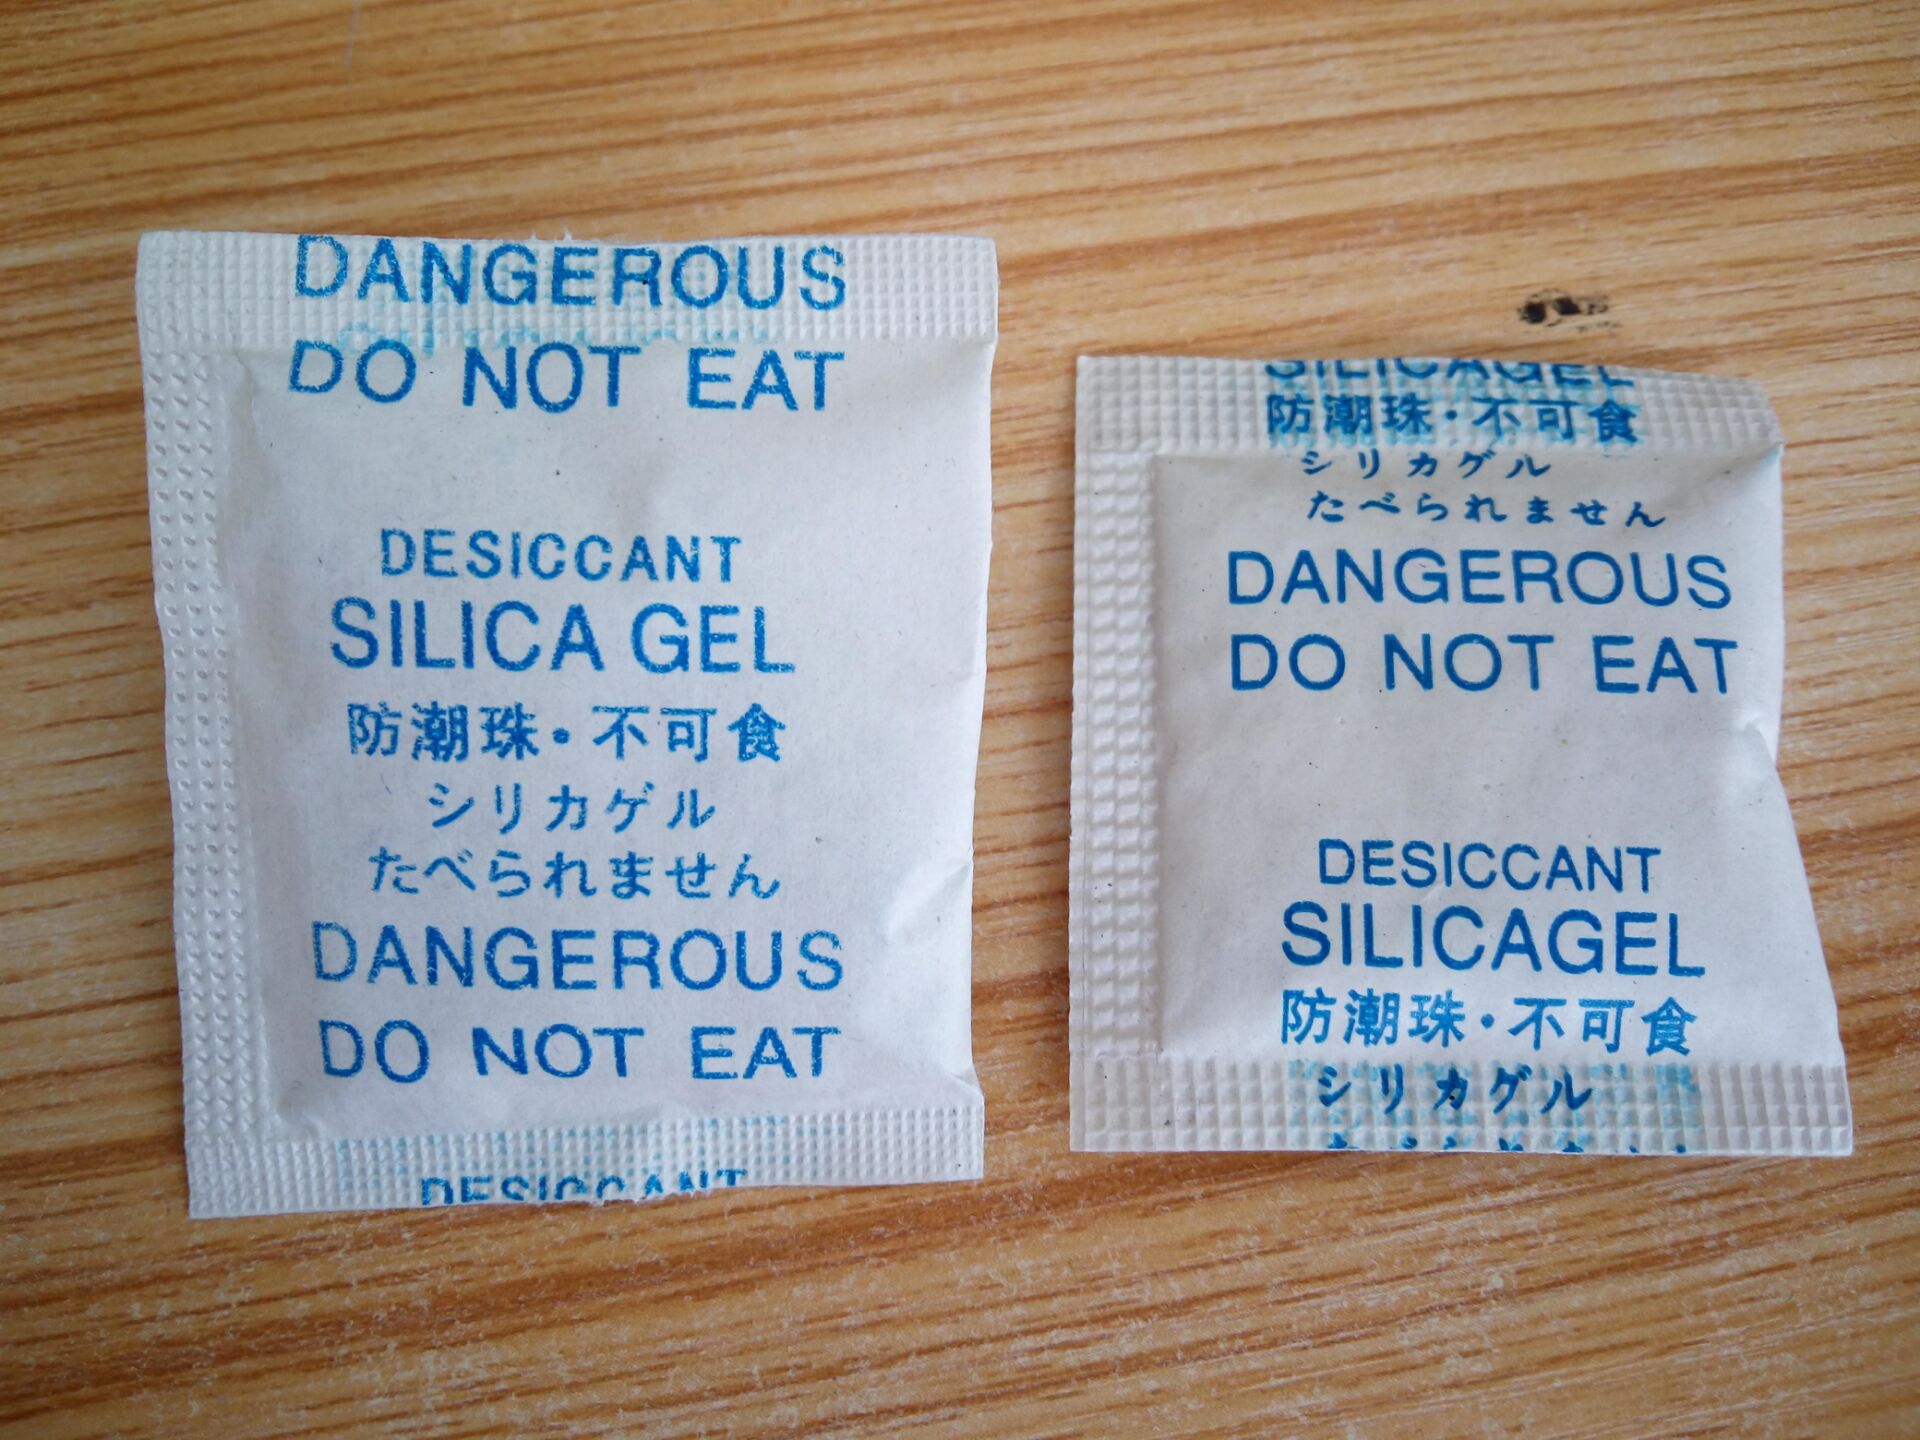 DANGEROUS
DO NOT EAT
DESICCANT
SILICA GEL
防潮珠・不可食
シリカゲル
たべられません
DANGEROUS
DO NOT EAT
DESICCANT
SILICAGEL
防潮珠・不可食
シリカゲル
たべられません
DANGEROUS
DO NOT EAT
DESICCANT
SILICAGEL
防潮珠・不可食
シリカゲル